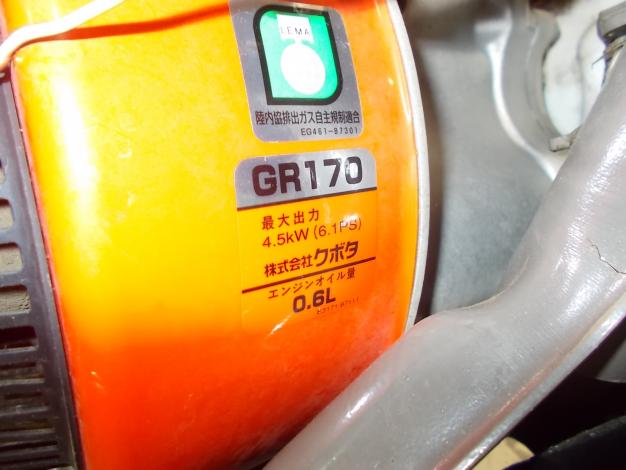 IEMA
陸内協排出ガス自主規制適合
EG461-87301
GR170
最大出力
4.5kW (6.1PS)
株式会社クボタ
エンジンオイル量
0.6L